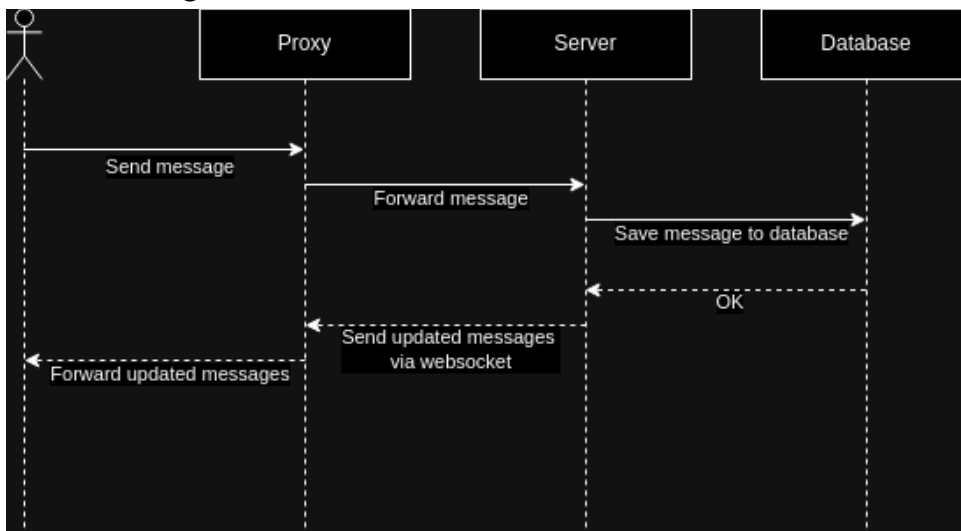 Proxy
Server
Database
Send message
Forward message
Save message to database
OK
Send updated messages
via websocket
Forward updated messages